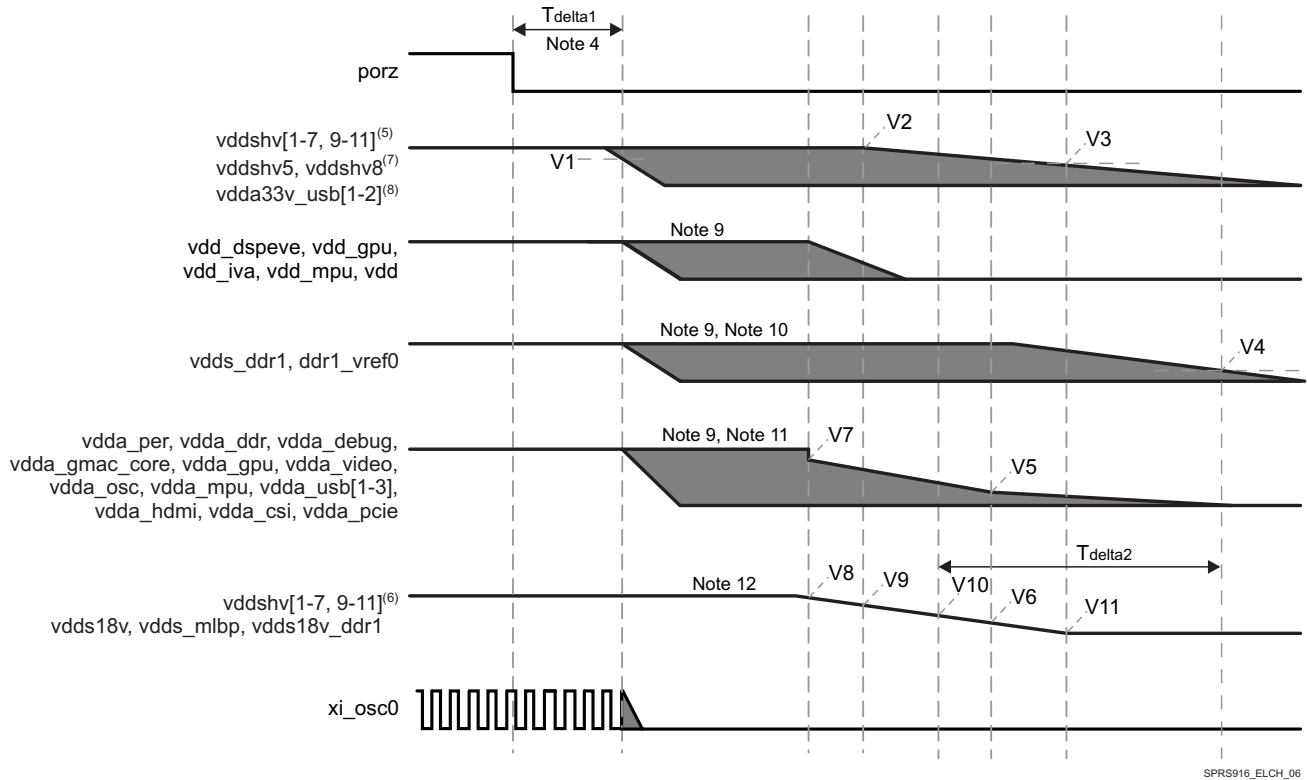 Tdelta1
Note 4
porz
vddshv[1-7, 9-11](5)
vddshv5, vddshv8(7)
vdda33v_usb[1-2](8)
V1
V2
V3
vdd_dspeve, vdd_gpu,
vdd_iva, vdd_mpu, vdd
Note 9
vdds_ddr1, ddr1_vref0
Note 9, Note 10
V4
vdda_per, vdda_ddr, vdda_debug,
vdda_gmac_core, vdda_gpu, vdda_video,
vdda_osc, vdda_mpu, vdda_usb[1-3],
vdda_hdmi, vdda_csi, vdda_pcie
Note 9, Note 11
V7
V5
Tdelta2
vddshv[1-7, 9-11](6)
vdds18v, vdds_mlbp, vdds18v_ddr1
Note 12
V8
V9
V10
V6
V11
xi_osc0
SPRS916_ELCH_06